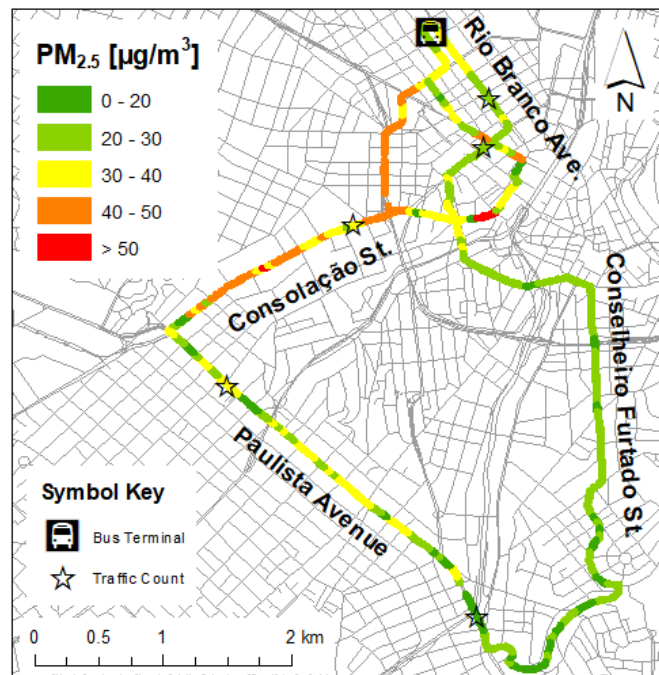 PM2.5 [µg/m³]
0 - 20
20 - 30
30 - 40
40 - 50
> 50
Rio Branco Ave.
N
Consolação St.
Conselheiro Furtado St.
Paulista Avenue
Symbol Key
Bus Terminal
Traffic Count
0 0.5 1 2 km